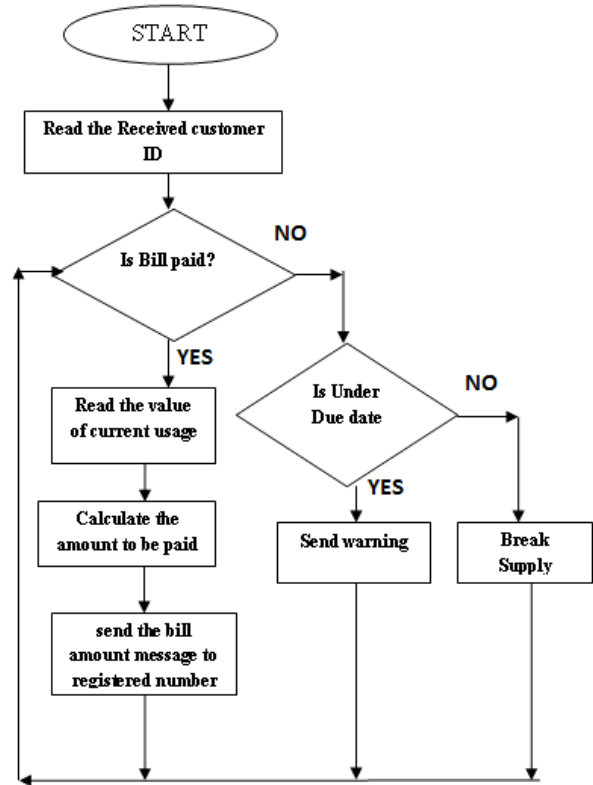 START
Read the Received customer
ID
Is Bill paid?
NO
YES
Is Under
Due date
NO
YES
Read the value
of current usage
Calculate the
amount to be paid
send the bill
amount message to
registered number
Send warning
Break
Supply